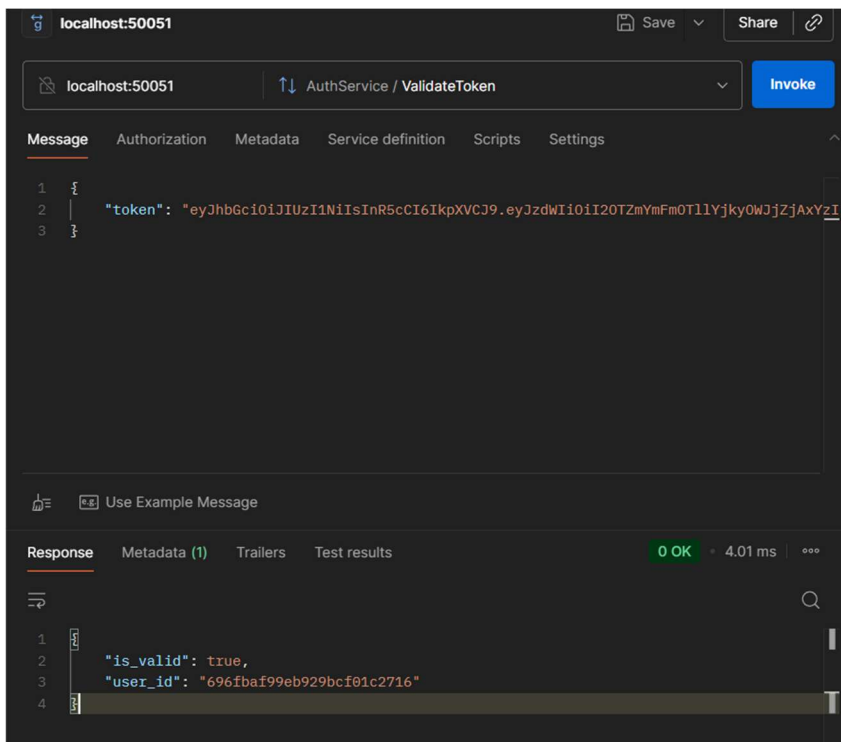 localhost:50051 Save Share
localhost:50051 AuthService / ValidateToken Invoke
Message Authorization Metadata Service definition Scripts Settings
1 {
2 "token": "eyJhbGciOiJIUzI1NiIsInR5cCI6IkpXVCJ9.eyJzdWIiOiI2OTZmYmFmOTllYjkyOWJjZjAxYzI
3 }
e.g. Use Example Message
Response Metadata (1) Trailers Test results 0 OK 4.01 ms
1 {
2 "is_valid": true,
3 "user_id": "696fbaf99eb929bcf01c2716"
4 }